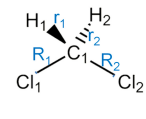 H₁ r₁ H₂
r₂
R₁ C₁ R₂
Cl₁ Cl₂